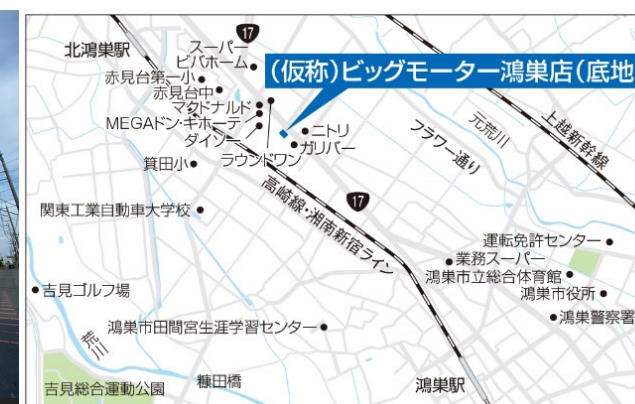 17
北鴻巣駅
スーパー
ビバホーム
(仮称)ビッグモーター鴻巣店(底地
赤見台第一小
赤見台中
マクドナルド
MEGAドン・キホーテ
ダイソー
ラウンドワン
ニトリ
ガリバー
箕田小
フラワー通り
元荒川
上越新幹線
関東工業自動車大学校
高崎線・湘南新宿ライン
17
運転免許センター
業務スーパー
鴻巣市立総合体育館
鴻巣市役所
鴻巣警察署
吉見ゴルフ場
荒川
鴻巣市田間宮生涯学習センター
吉見総合運動公園
糠田橋
鴻巣駅